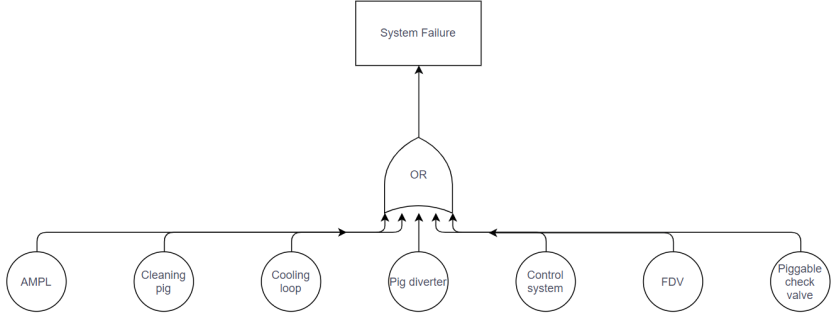 System Failure
OR
AMPL
Cleaning
pig
Cooling
loop
Pig diverter
Control
system
FDV
Piggable
check
valve